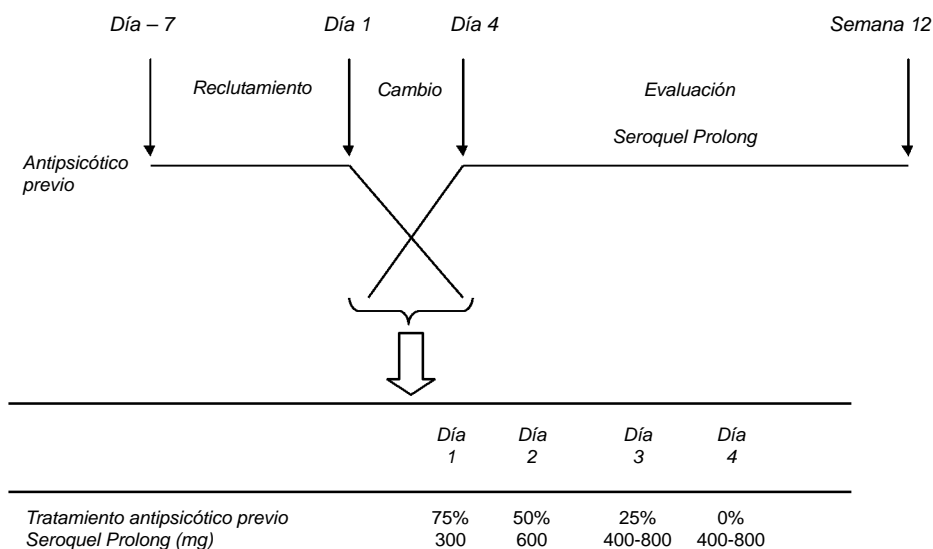 Día – 7 Día 1 Día 4 Semana 12
Reclutamiento Cambio Evaluación
Seroquel Prolong
Antipsicótico
previo
Día Día Día Día
1 2 3 4
Tratamiento antipsicótico previo 75% 50% 25% 0%
Seroquel Prolong (mg) 300 600 400-800 400-800